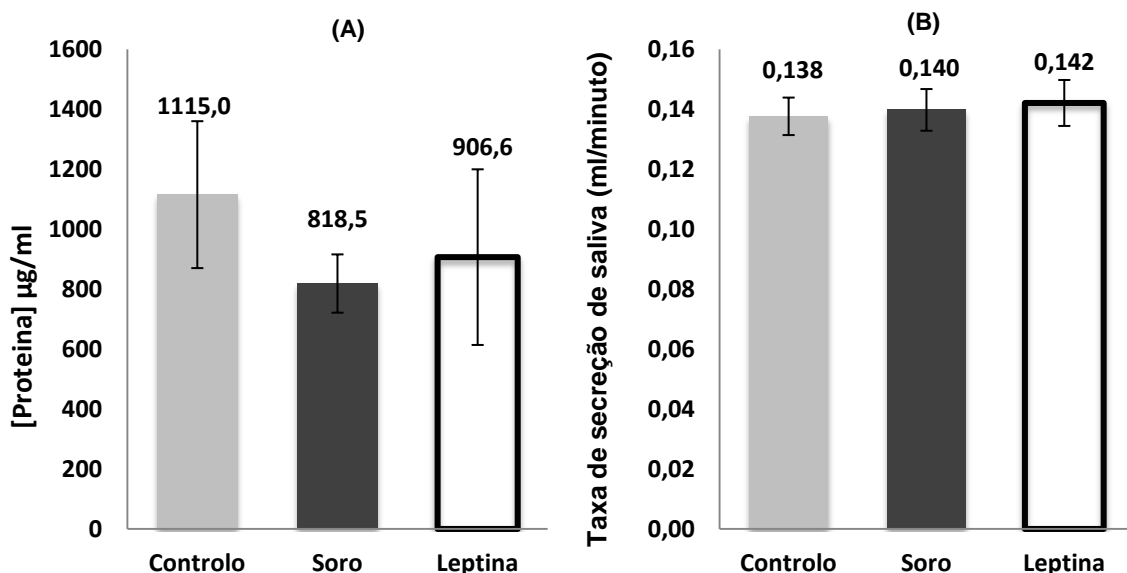 (A)
[Proteina] µg/ml
1600
1400
1200
1000
800
600
400
200
0
1115,0
818,5
906,6
Controlo
Soro
Leptina
(B)
Taxa de secreção de saliva (ml/minuto)
0,16
0,14
0,12
0,10
0,08
0,06
0,04
0,02
0,00
0,138
0,140
0,142
Controlo
Soro
Leptina